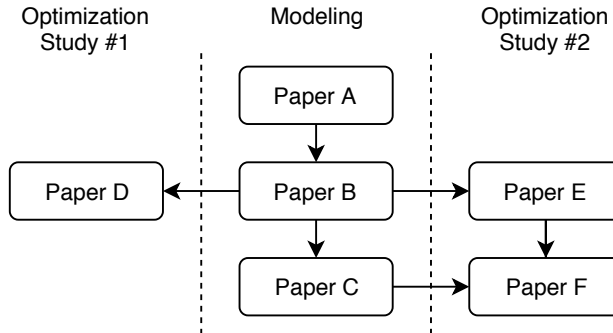 Optimization
Study #1
Modeling
Optimization
Study #2
Paper A
Paper D
Paper B
Paper E
Paper C
Paper F